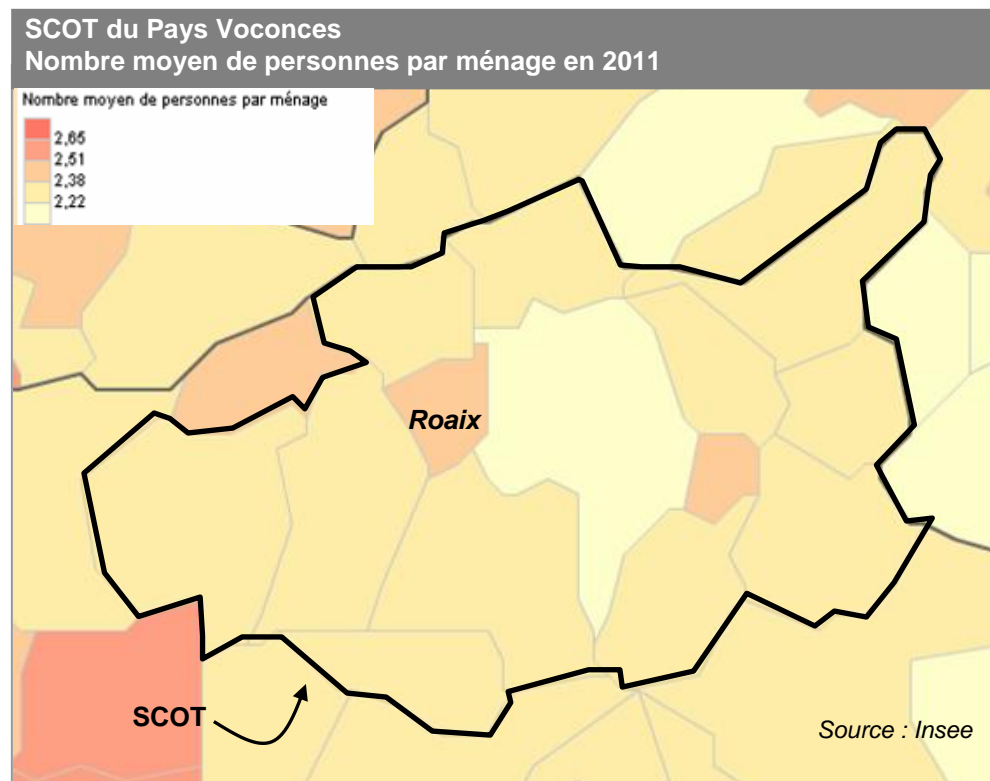 SCOT du Pays Voconces
Nombre moyen de personnes par ménage en 2011
Nombre moyen de personnes par ménage
2,65
2,51
2,38
2,22
Roaix
SCOT
Source : Insee